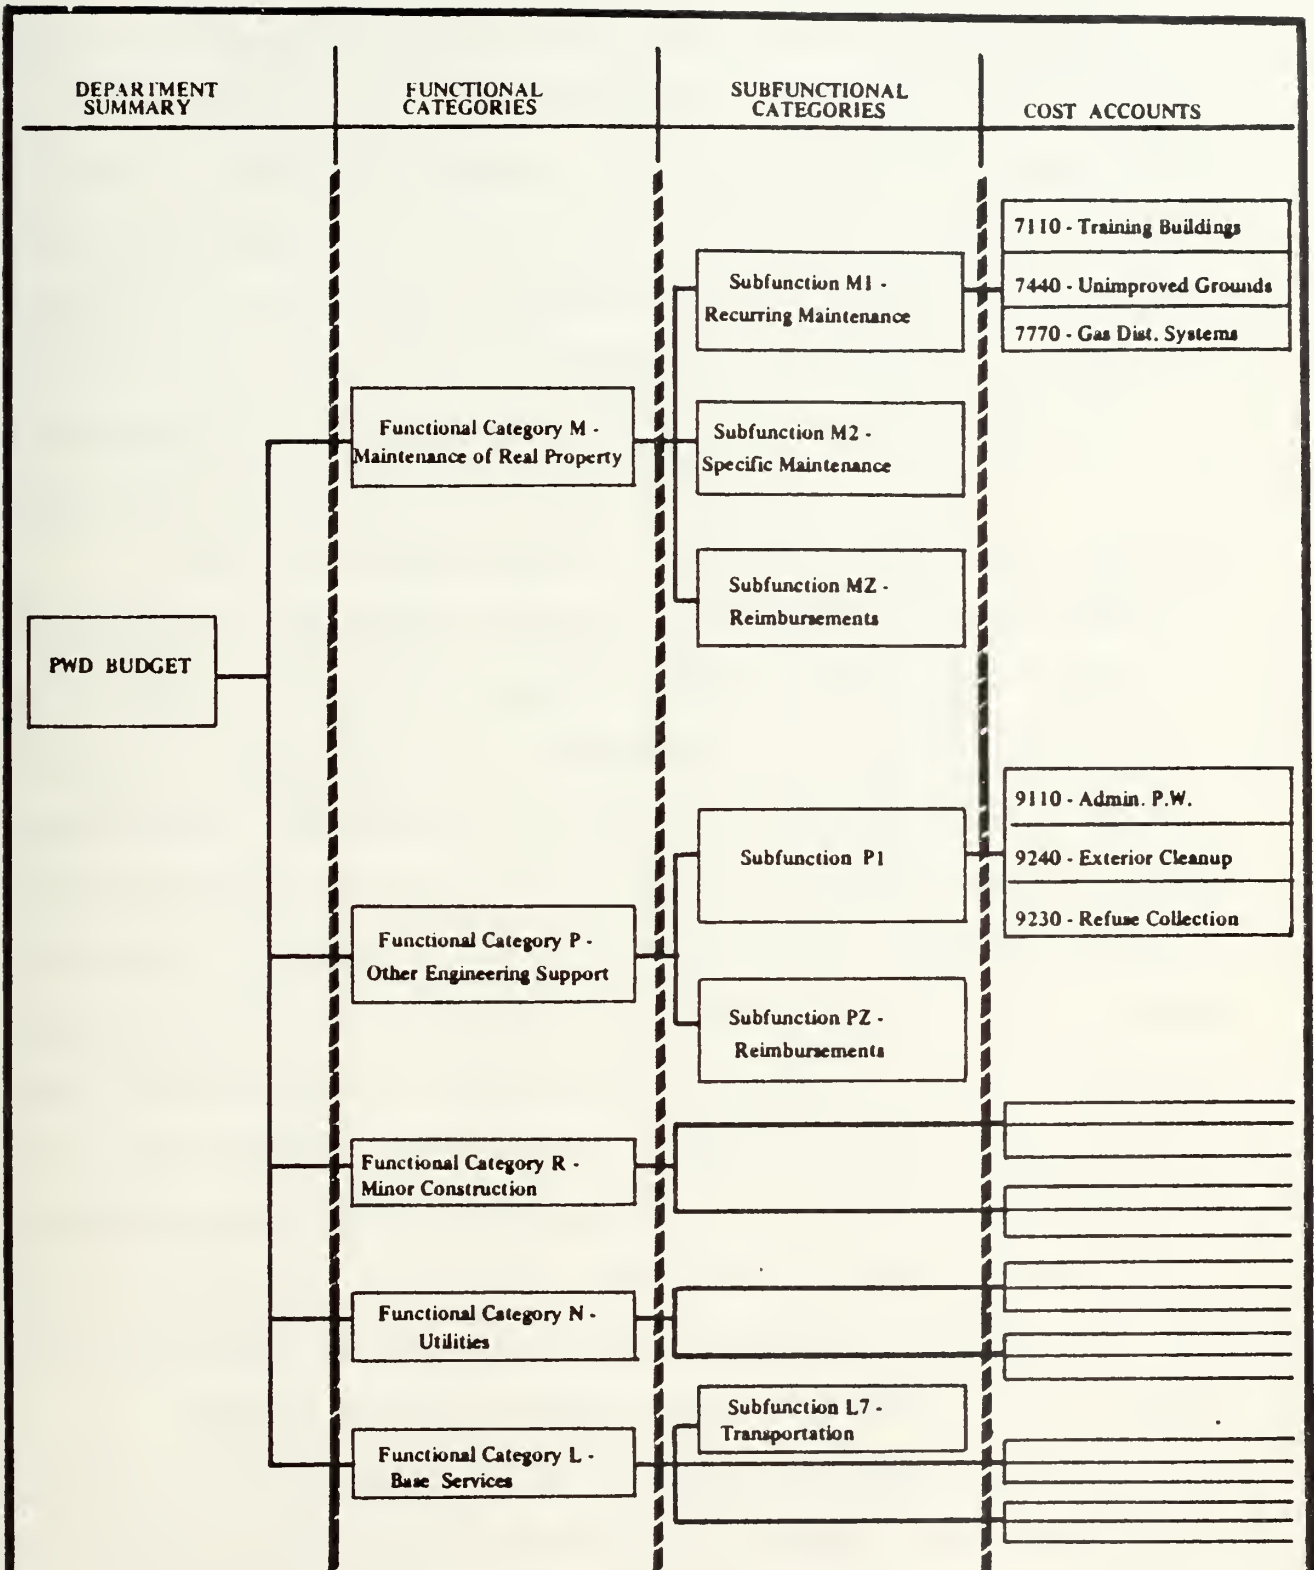 DEPARTMENT
SUMMARY
FUNCTIONAL
CATEGORIES
SUBFUNCTIONAL
CATEGORIES
COST ACCOUNTS
7110 - Training Buildings
7440 - Unimproved Grounds
7770 - Gas Dist. Systems
Subfunction M1 -
Recurring Maintenance
Functional Category M -
Maintenance of Real Property
Subfunction M2 -
Specific Maintenance
Subfunction MZ -
Reimbursements
PWD BUDGET
9110 - Admin. P.W.
9240 - Exterior Cleanup
9230 - Refuse Collection
Subfunction P1
Functional Category P -
Other Engineering Support
Subfunction PZ -
Reimbursements
Functional Category R -
Minor Construction
Functional Category N -
Utilities
Subfunction L7 -
Transportation
Functional Category L -
Base Services